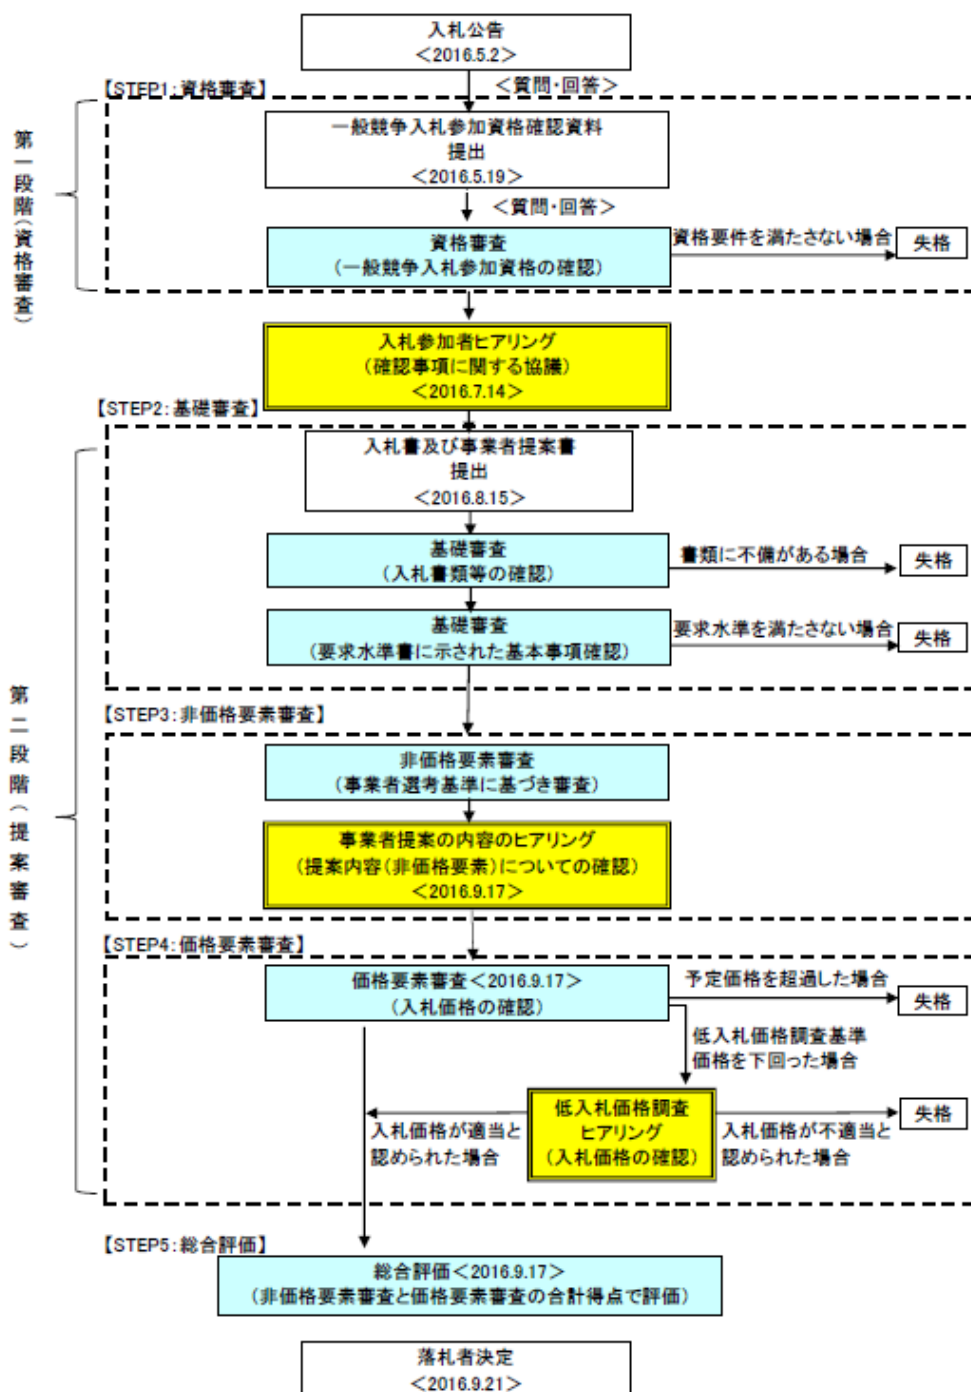 入札公告
<2016.5.2>
【STEP1:資格審査】
<質問・回答>
第一段階(資格審査)
一般競争入札参加資格確認資料
提出
<2016.5.19>
<質問・回答>
資格審査
(一般競争入札参加資格の確認)
資格要件を満たさない場合
失格
入札参加者ヒアリング
(確認事項に関する協議)
<2016.7.14>
【STEP2:基礎審査】
第二段階(提案審査)
入札書及び事業者提案書
提出
<2016.8.15>
基礎審査
(入札書類等の確認)
書類に不備がある場合
失格
基礎審査
(要求水準書に示された基本事項確認)
要求水準を満たさない場合
失格
【STEP3:非価格要素審査】
非価格要素審査
(事業者選考基準に基づき審査)
事業者提案の内容のヒアリング
(提案内容(非価格要素)についての確認)
<2016.9.17>
【STEP4:価格要素審査】
価格要素審査<2016.9.17>
(入札価格の確認)
予定価格を超過した場合
失格
低入札価格調査基準
価格を下回った場合
低入札価格調査
ヒアリング
(入札価格の確認)
入札価格が適当と
認められた場合
入札価格が不適当と
認められた場合
失格
【STEP5:総合評価】
総合評価<2016.9.17>
(非価格要素審査と価格要素審査の合計得点で評価)
落札者決定
<2016.9.21>